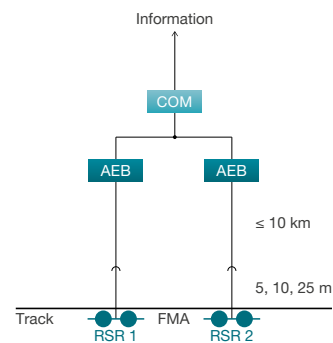 Information
COM
AEB AEB
≤ 10 km
5, 10, 25 m
Track FMA
RSR 1 RSR 2